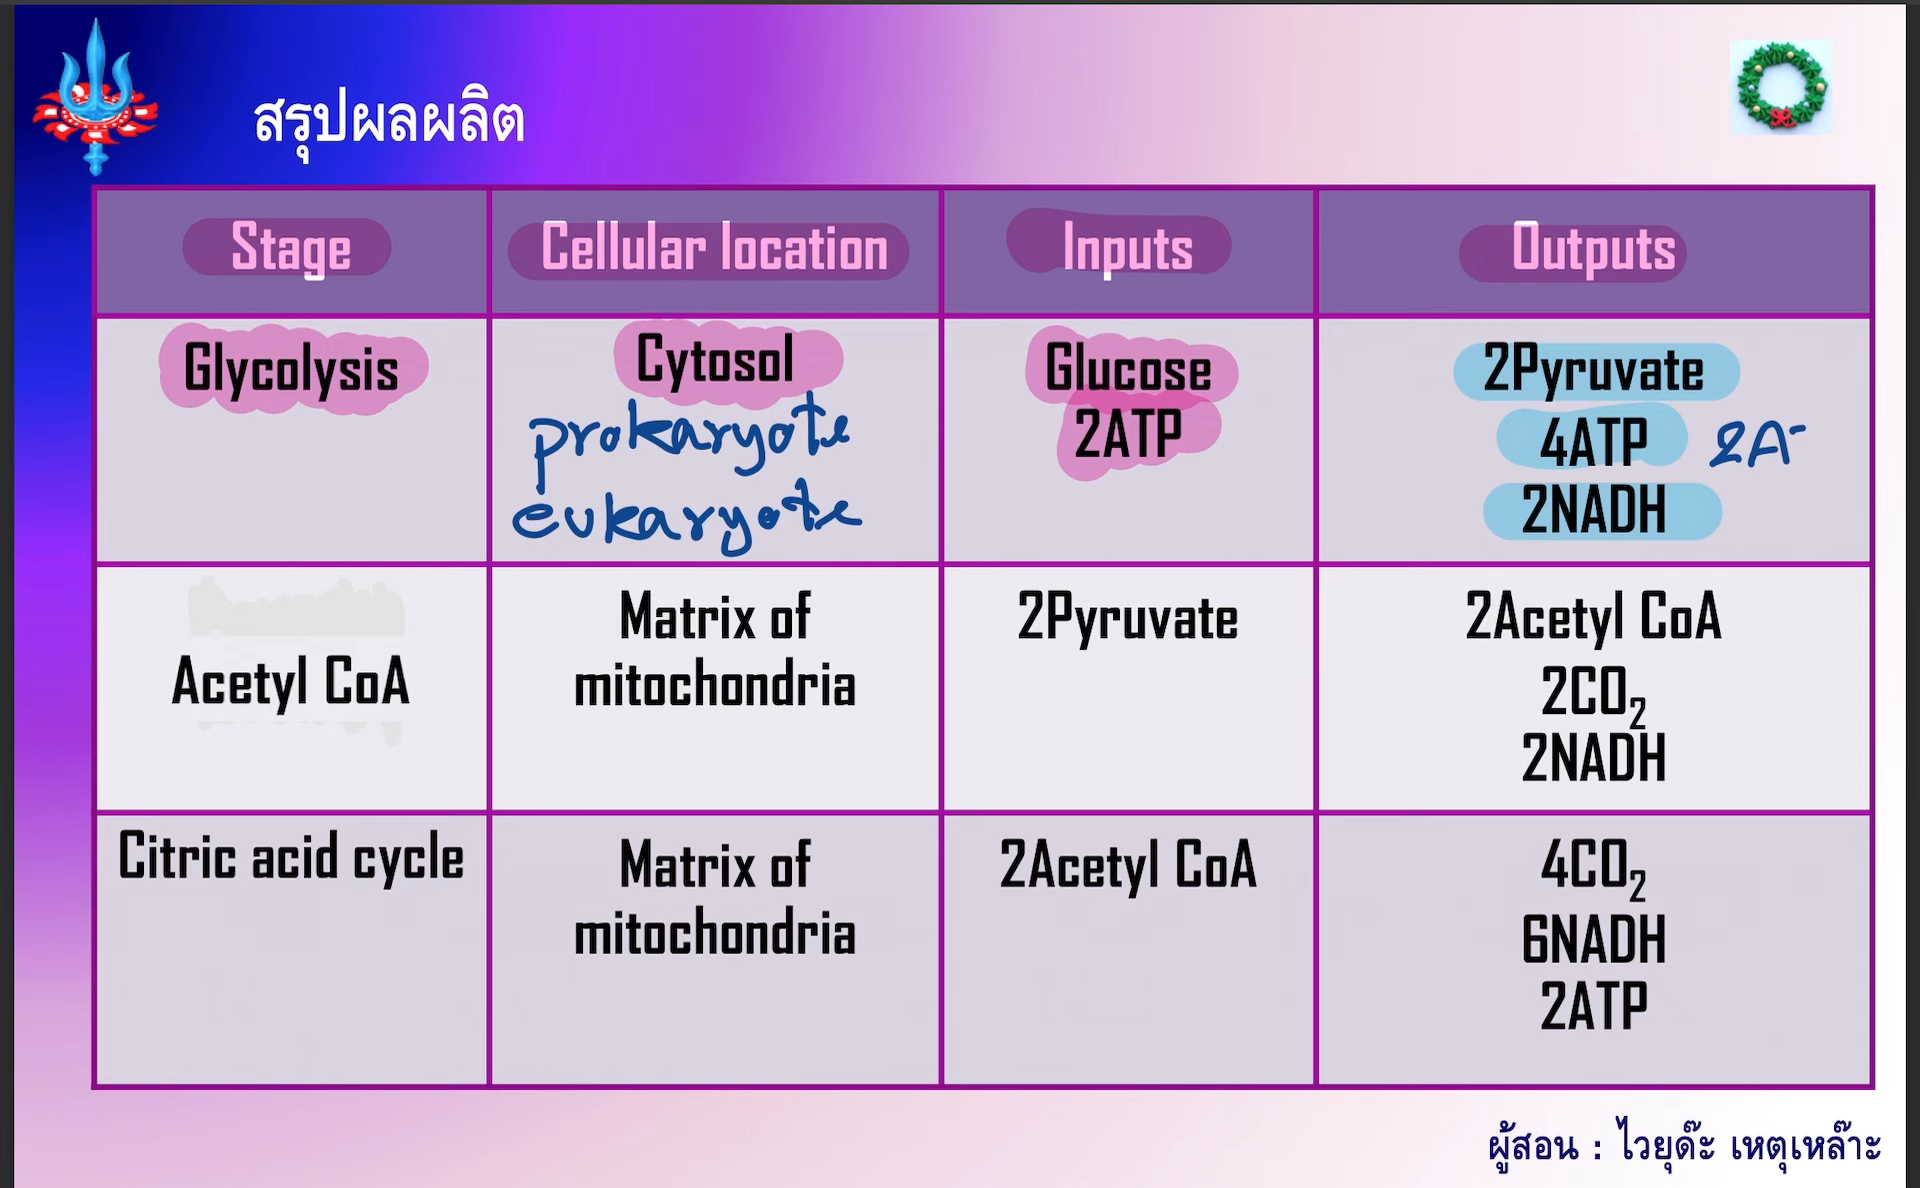 สรุปผลผลิต
Stage
Cellular location
Inputs
Outputs
Glycolysis
Cytosol
prokaryote
eukaryote
Glucose
2ATP
2Pyruvate
4ATP 2A
2NADH
Acetyl CoA
Matrix of
mitochondria
2Pyruvate
2Acetyl CoA
2CO₂
2NADH
Citric acid cycle
Matrix of
mitochondria
2Acetyl CoA
4CO₂
6NADH
2ATP
ผู้สอน : ไวยุด๊ะ เหตุเหล๊าะ